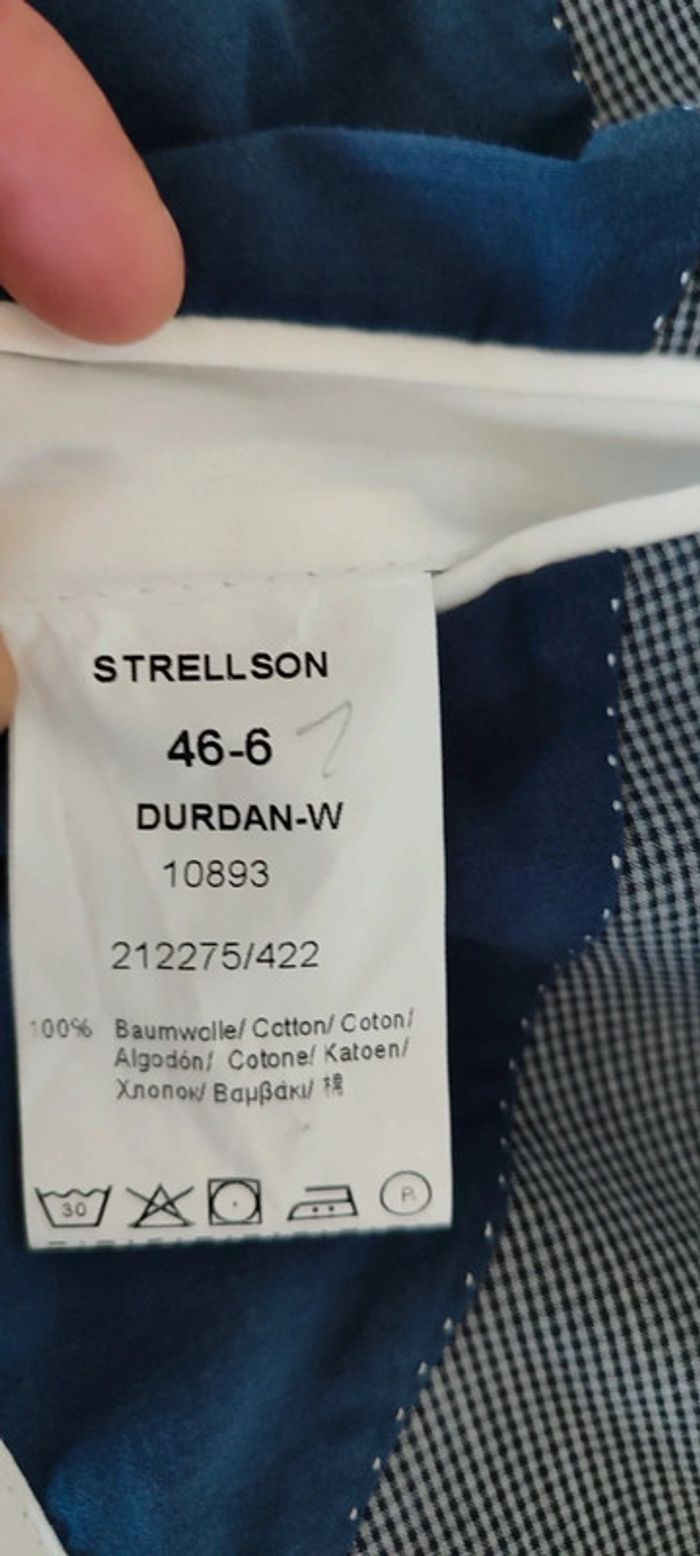 STRELLSON
46-6
DURDAN-W
10893
212275/422
100% Baumwolle/ Cotton/ Coton/
Algodón/ Cotone/ Katoen/
Хлопок/ Βαμβάκι/ 棉
30
P